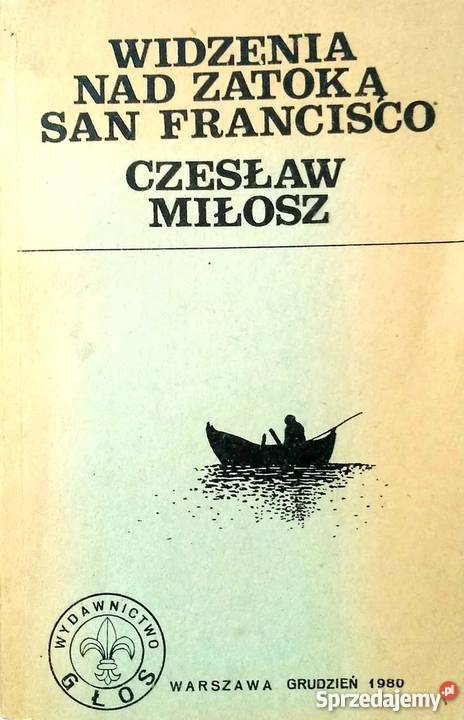 WIDZENIA
NAD ZATOKĄ
SAN FRANCISCO
CZESŁAW
MIŁOSZ
WYDAWNICTWO
GŁOS
WARSZAWA GRUDZIEŃ 1980
Sprzedajemy.pl